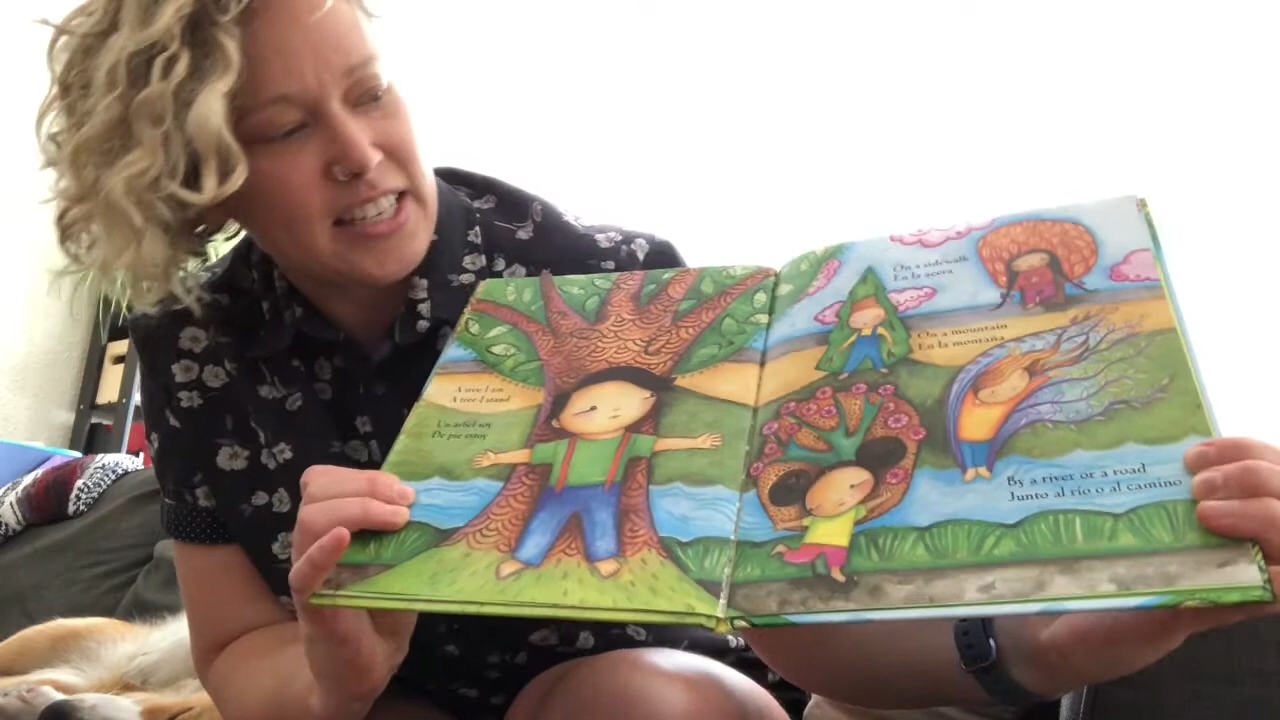 A tree I am
A tree I stand
Un árbol soy
De pie estoy
On a sidewalk
En la acera
On a mountain
En la montaña
By a river or a road
Junto al río o al camino